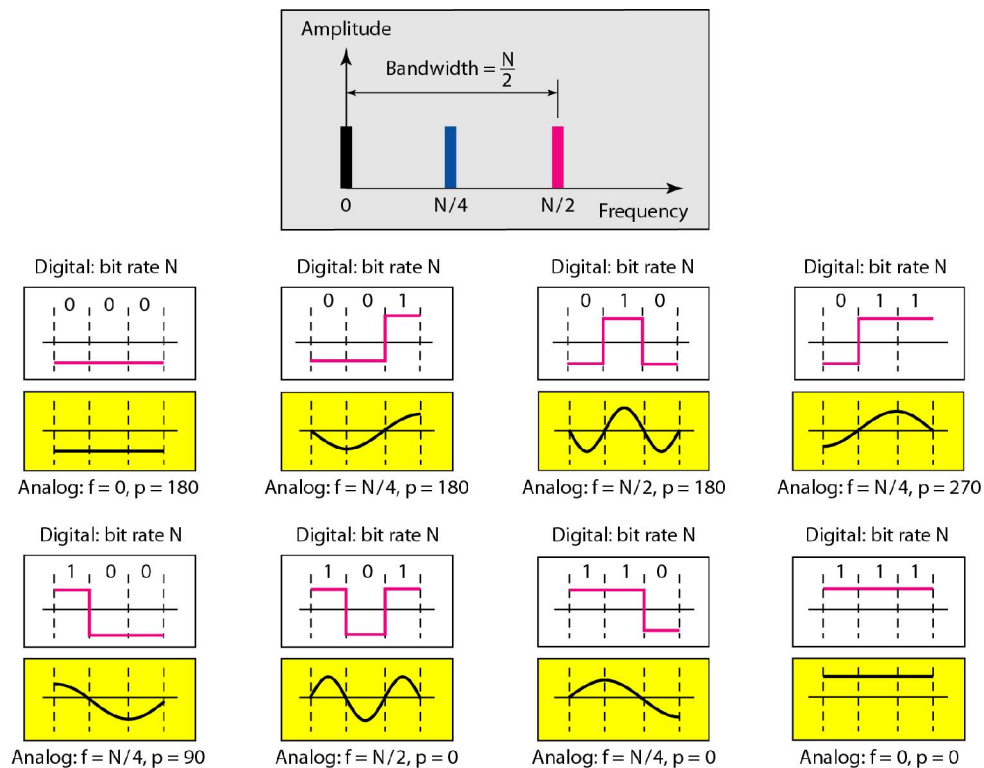 Amplitude
Bandwidth = N/2
0 N/4 N/2 Frequency
Digital: bit rate N Digital: bit rate N Digital: bit rate N Digital: bit rate N
0 0 0 0 0 1 0 1 0 0 1 1
Analog: f = 0, p = 180 Analog: f = N/4, p = 180 Analog: f = N/2, p = 180 Analog: f = N/4, p = 270
Digital: bit rate N Digital: bit rate N Digital: bit rate N Digital: bit rate N
1 0 0 1 0 1 1 1 0 1 1 1
Analog: f = N/4, p = 90 Analog: f = N/2, p = 0 Analog: f = N/4, p = 0 Analog: f = 0, p = 0